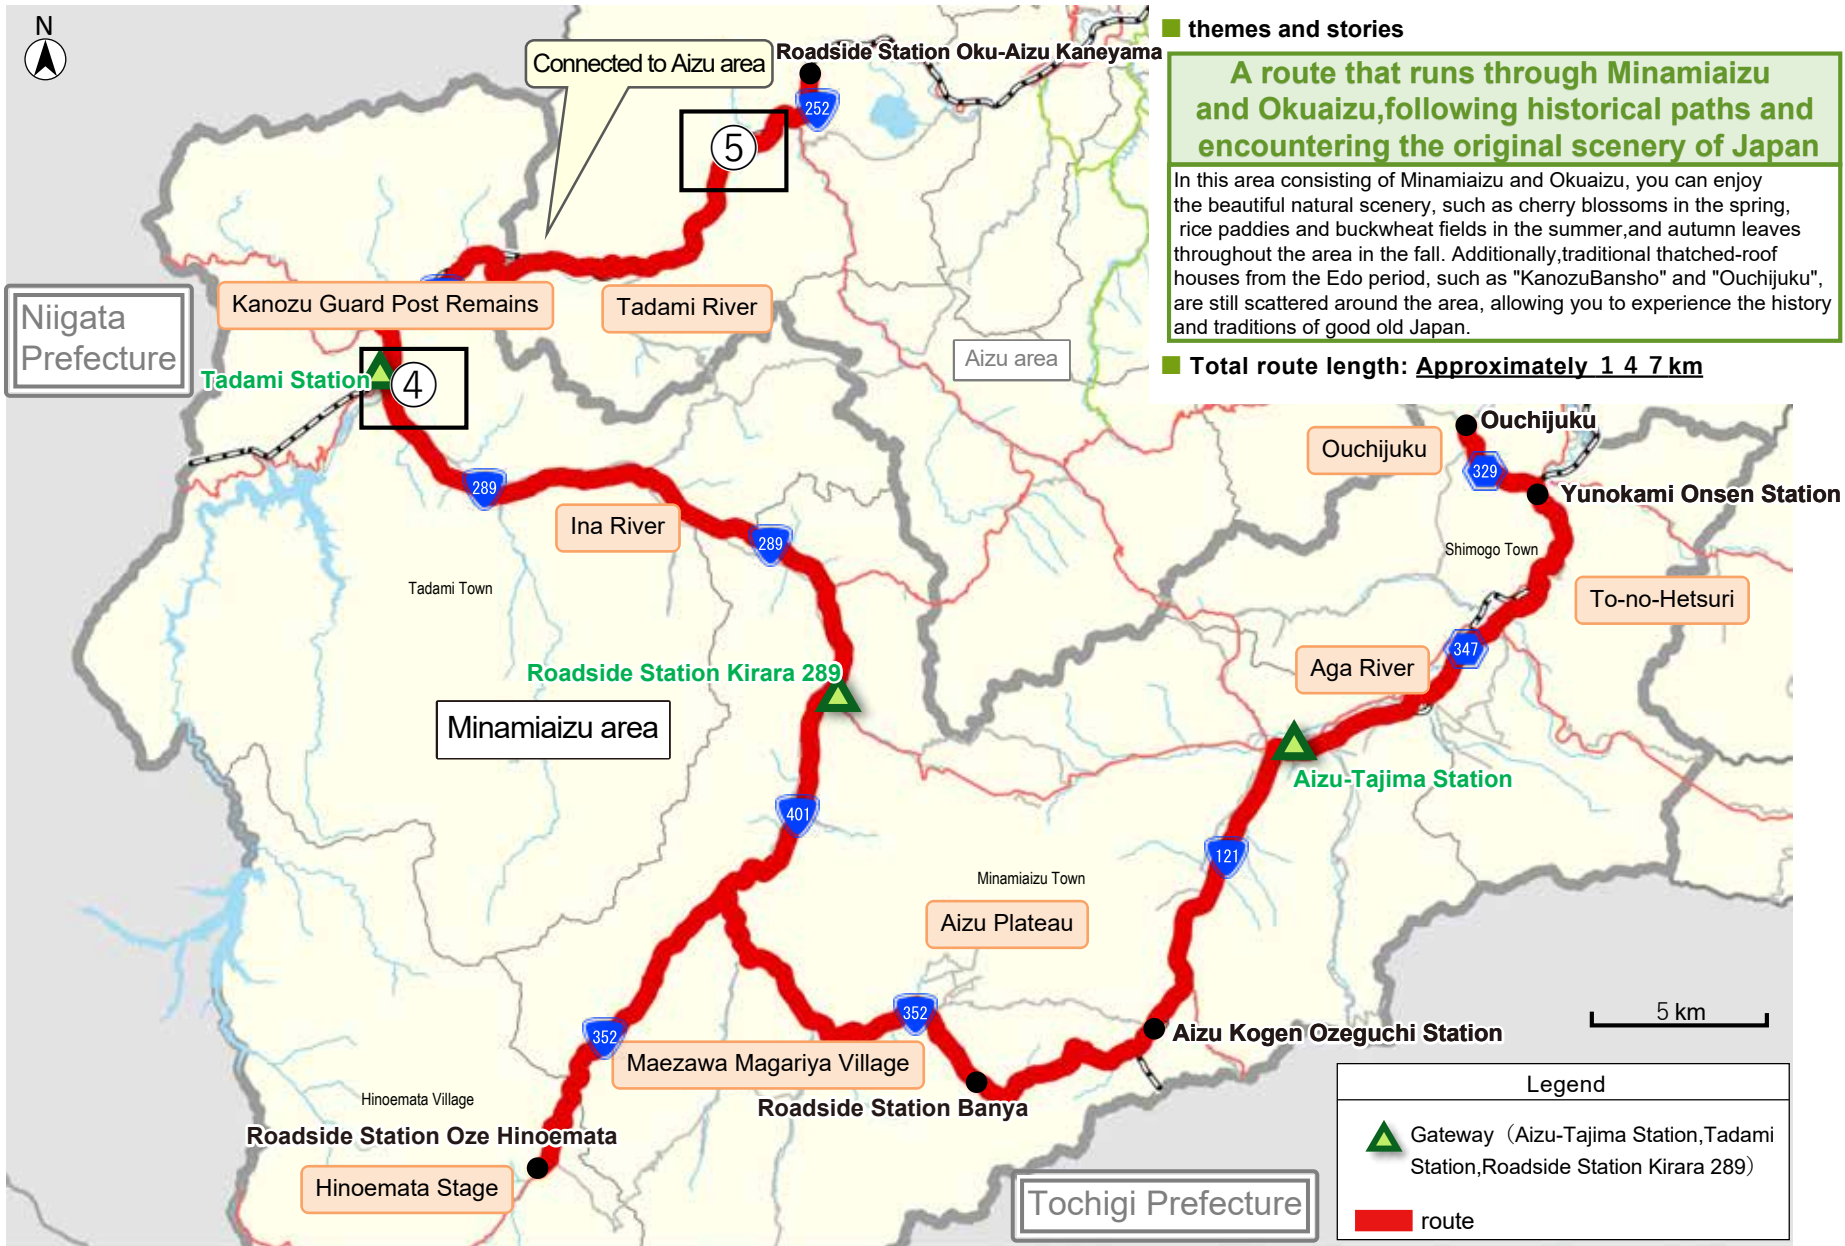 N
Connected to Aizu area
Roadside Station Oku-Aizu Kaneyama
252
⑤
■ themes and stories
A route that runs through Minamiaizu
and Okuaizu,following historical paths and
encountering the original scenery of Japan
In this area consisting of Minamiaizu and Okuaizu, you can enjoy
the beautiful natural scenery, such as cherry blossoms in the spring,
rice paddies and buckwheat fields in the summer,and autumn leaves
throughout the area in the fall. Additionally,traditional thatched-roof
houses from the Edo period, such as "KanozuBansho" and "Ouchijuku",
are still scattered around the area, allowing you to experience the history
and traditions of good old Japan.
■ Total route length: Approximately １４７km
Kanozu Guard Post Remains
Tadami River
Niigata
Prefecture
Aizu area
Tadami Station
④
Ouchijuku
Ouchijuku
329
Yunokami Onsen Station
289
Ina River
289
Shimogo Town
Tadami Town
To-no-Hetsuri
347
Aga River
Roadside Station Kirara 289
Minamiaizu area
Aizu-Tajima Station
401
121
Minamiaizu Town
Aizu Plateau
352
352
5 km
Aizu Kogen Ozeguchi Station
Maezawa Magariya Village
Roadside Station Banya
Hinoemata Village
Roadside Station Oze Hinoemata
Hinoemata Stage
Tochigi Prefecture
Legend
Gateway（Aizu-Tajima Station,Tadami
Station,Roadside Station Kirara 289）
route